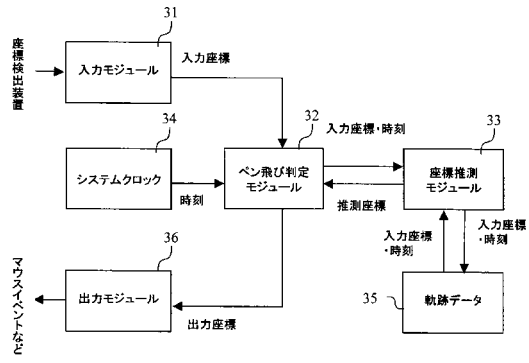 座標検出装置
31
入力モジュール
入力座標
34
システムクロック
時刻
32
ペン飛び判定
モジュール
入力座標・時刻
推測座標
33
座標推測
モジュール
入力座標
・時刻
入力座標
・時刻
35
軌跡データ
36
出力モジュール
出力座標
マウスイベントなど